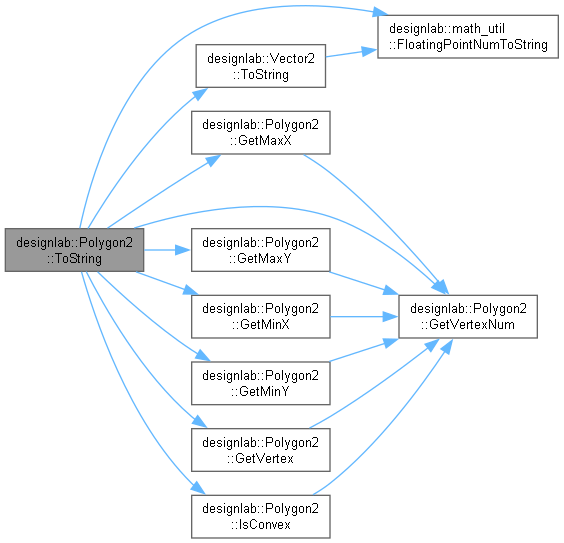 designlab::math_util
::FloatingPointNumToString
designlab::Vector2
::ToString
designlab::Polygon2
::GetMaxX
designlab::Polygon2
::ToString
designlab::Polygon2
::GetMaxY
designlab::Polygon2
::GetMinX
designlab::Polygon2
::GetVertexNum
designlab::Polygon2
::GetMinY
designlab::Polygon2
::GetVertex
designlab::Polygon2
::IsConvex